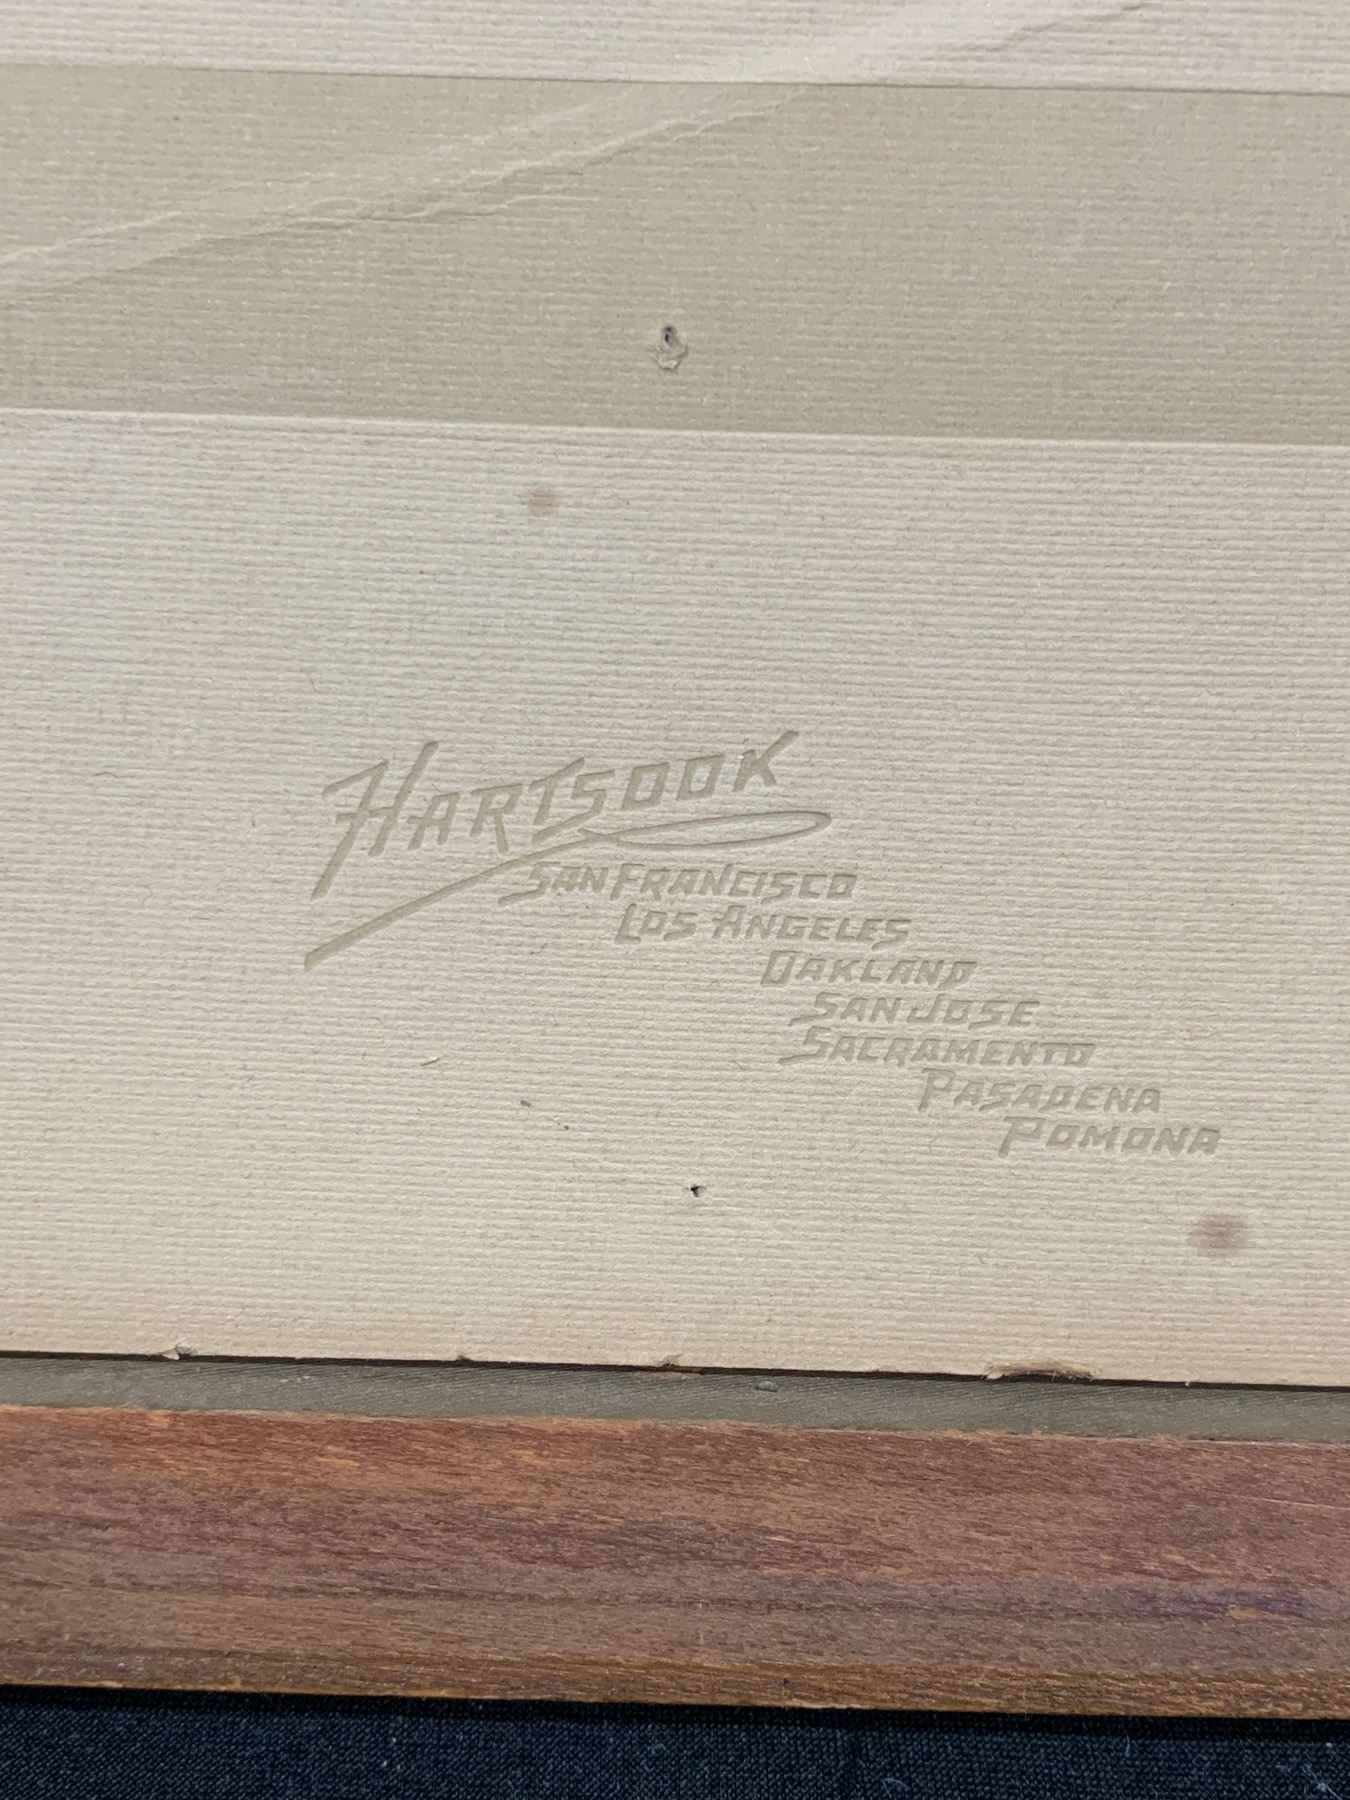 HARTSOOK
SAN FRANCISCO
LOS ANGELES
OAKLAND
SAN JOSE
SACRAMENTO
PASADENA
POMONA